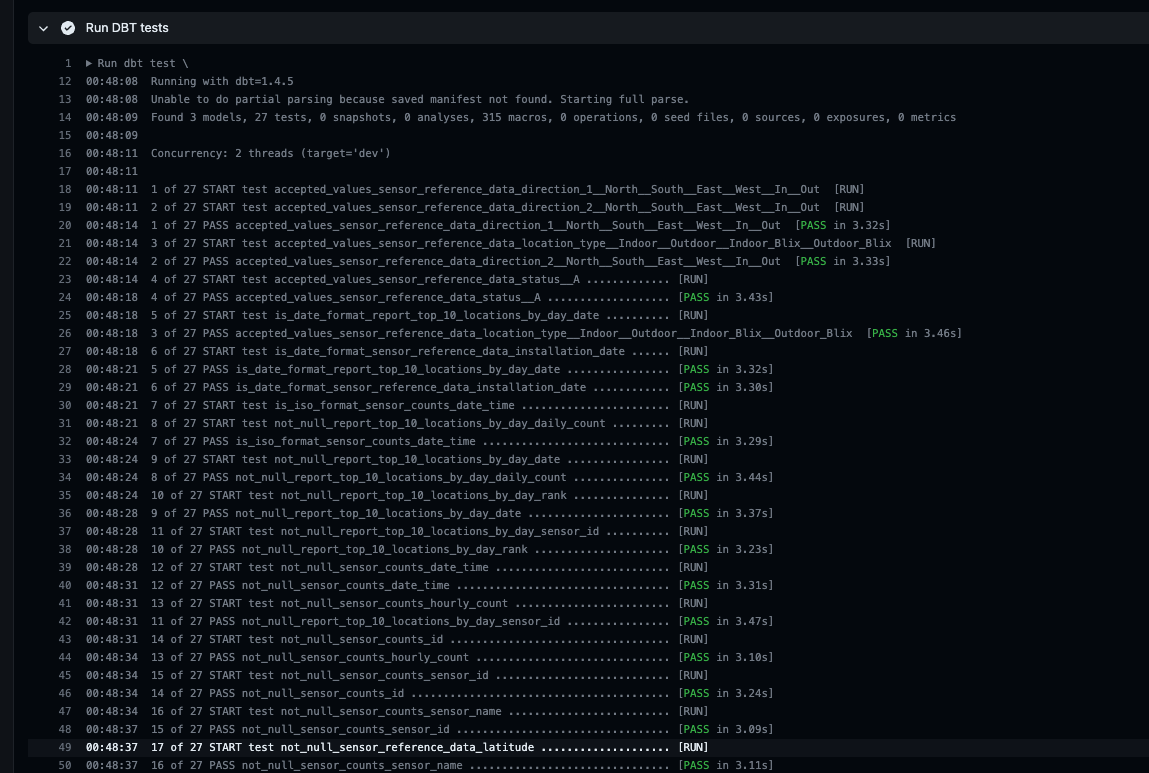 Run DBT tests
1 ▶ Run dbt test \
12 00:48:08 Running with dbt=1.4.5
13 00:48:08 Unable to do partial parsing because saved manifest not found. Starting full parse.
14 00:48:09 Found 3 models, 27 tests, 0 snapshots, 0 analyses, 315 macros, 0 operations, 0 seed files, 0 sources, 0 exposures, 0 metrics
15 00:48:09
16 00:48:11 Concurrency: 2 threads (target='dev')
17 00:48:11
18 00:48:11 1 of 27 START test accepted_values_sensor_reference_data_direction_1__North__South__East__West__In__Out [RUN]
19 00:48:11 2 of 27 START test accepted_values_sensor_reference_data_direction_2__North__South__East__West__In__Out [RUN]
20 00:48:14 1 of 27 PASS accepted_values_sensor_reference_data_direction_1__North__South__East__West__In__Out [PASS in 3.32s]
21 00:48:14 3 of 27 START test accepted_values_sensor_reference_data_location_type__Indoor__Outdoor__Indoor_Blix__Outdoor_Blix [RUN]
22 00:48:14 2 of 27 PASS accepted_values_sensor_reference_data_direction_2__North__South__East__West__In__Out [PASS in 3.33s]
23 00:48:14 4 of 27 START test accepted_values_sensor_reference_data_status__A ............. [RUN]
24 00:48:18 4 of 27 PASS accepted_values_sensor_reference_data_status__A ................... [PASS in 3.43s]
25 00:48:18 5 of 27 START test is_date_format_report_top_10_locations_by_day_date .......... [RUN]
26 00:48:18 3 of 27 PASS accepted_values_sensor_reference_data_location_type__Indoor__Outdoor__Indoor_Blix__Outdoor_Blix [PASS in 3.46s]
27 00:48:18 6 of 27 START test is_date_format_sensor_reference_data_installation_date ...... [RUN]
28 00:48:21 5 of 27 PASS is_date_format_report_top_10_locations_by_day_date ................ [PASS in 3.32s]
29 00:48:21 6 of 27 PASS is_date_format_sensor_reference_data_installation_date ............ [PASS in 3.30s]
30 00:48:21 7 of 27 START test is_iso_format_sensor_counts_date_time ....................... [RUN]
31 00:48:21 8 of 27 START test not_null_report_top_10_locations_by_day_daily_count ......... [RUN]
32 00:48:24 7 of 27 PASS is_iso_format_sensor_counts_date_time ............................. [PASS in 3.29s]
33 00:48:24 9 of 27 START test not_null_report_top_10_locations_by_day_date ................ [RUN]
34 00:48:24 8 of 27 PASS not_null_report_top_10_locations_by_day_daily_count ............... [PASS in 3.44s]
35 00:48:24 10 of 27 START test not_null_report_top_10_locations_by_day_rank ............... [RUN]
36 00:48:28 9 of 27 PASS not_null_report_top_10_locations_by_day_date ...................... [PASS in 3.37s]
37 00:48:28 11 of 27 START test not_null_report_top_10_locations_by_day_sensor_id .......... [RUN]
38 00:48:28 10 of 27 PASS not_null_report_top_10_locations_by_day_rank ..................... [PASS in 3.23s]
39 00:48:28 12 of 27 START test not_null_sensor_counts_date_time ........................... [RUN]
40 00:48:31 12 of 27 PASS not_null_sensor_counts_date_time ................................. [PASS in 3.31s]
41 00:48:31 13 of 27 START test not_null_sensor_counts_hourly_count ........................ [RUN]
42 00:48:31 11 of 27 PASS not_null_report_top_10_locations_by_day_sensor_id ................ [PASS in 3.47s]
43 00:48:31 14 of 27 START test not_null_sensor_counts_id .................................. [RUN]
44 00:48:34 13 of 27 PASS not_null_sensor_counts_hourly_count .............................. [PASS in 3.10s]
45 00:48:34 15 of 27 START test not_null_sensor_counts_sensor_id ........................... [RUN]
46 00:48:34 14 of 27 PASS not_null_sensor_counts_id ........................................ [PASS in 3.24s]
47 00:48:34 16 of 27 START test not_null_sensor_counts_sensor_name ......................... [RUN]
48 00:48:37 15 of 27 PASS not_null_sensor_counts_sensor_id ................................. [PASS in 3.09s]
49 00:48:37 17 of 27 START test not_null_sensor_reference_data_latitude .................... [RUN]
50 00:48:37 16 of 27 PASS not_null_sensor_counts_sensor_name ............................... [PASS in 3.11s]